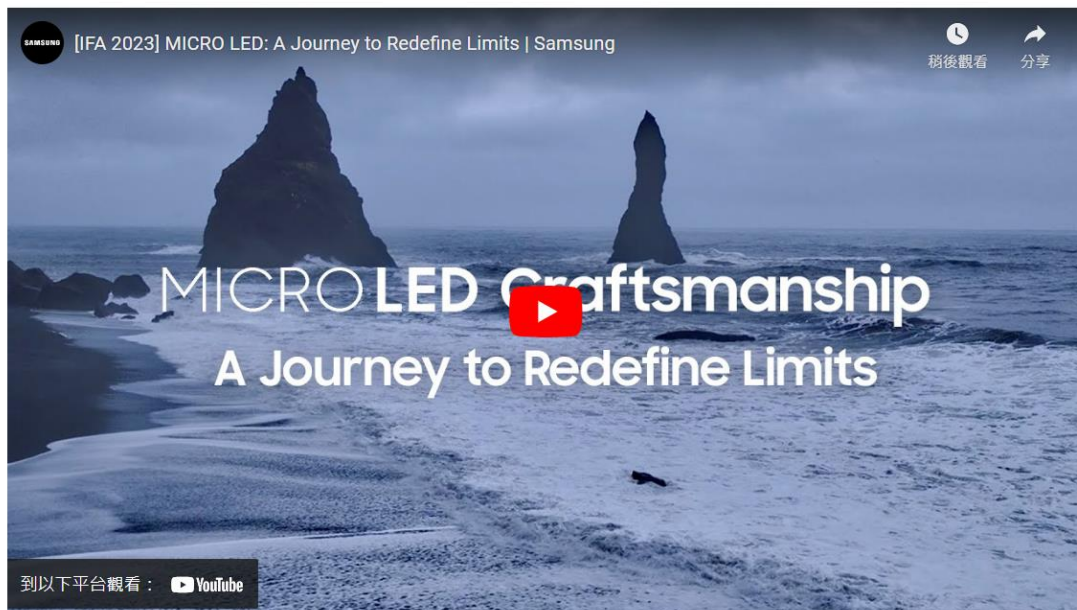 SAMSUNG
[IFA 2023] MICRO LED: A Journey to Redefine Limits | Samsung
稍後觀看
分享
MICRO LED Craftsmanship
A Journey to Redefine Limits
到以下平台觀看：
YouTube